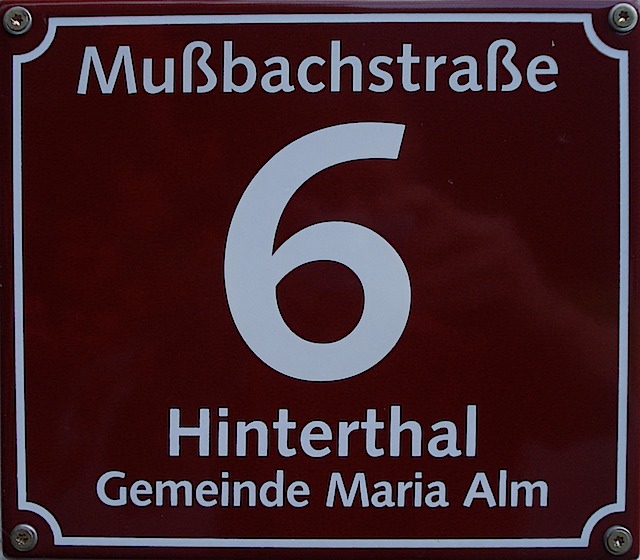 Mußbachstraße
6
Hinterthal
Gemeinde Maria Alm